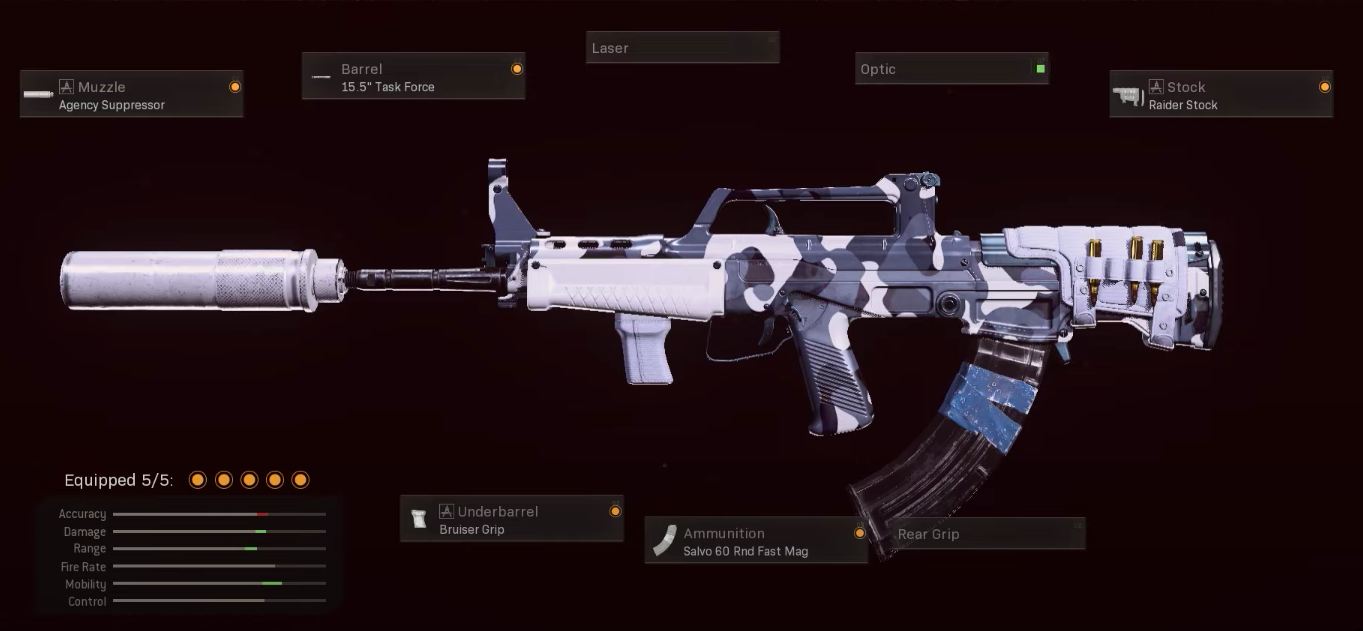 Laser
Barrel
15.5" Task Force
Optic
Muzzle
Agency Suppressor
Stock
Raider Stock
Equipped 5/5:
Accuracy
Damage
Range
Fire Rate
Mobility
Control
Underbarrel
Bruiser Grip
Ammunition
Salvo 60 Rnd Fast Mag
Rear Grip